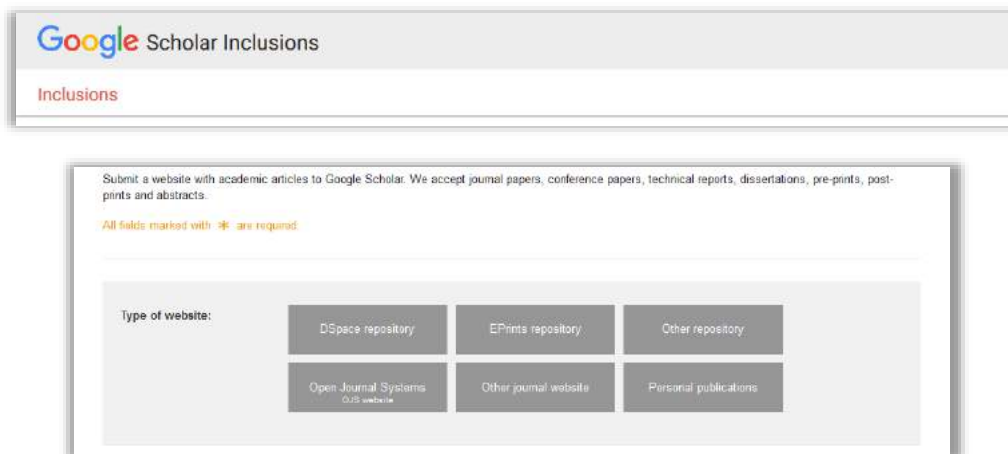 Google Scholar Inclusions
Inclusions
Submit a website with academic articles to Google Scholar. We accept journal papers, conference papers, technical reports, dissertations, pre-prints, post-
prints and abstracts.
All fields marked with * are required.
Type of website:
DSpace repository
EPrints repository
Other repository
Open Journal Systems
OJS website
Other journal website
Personal publications